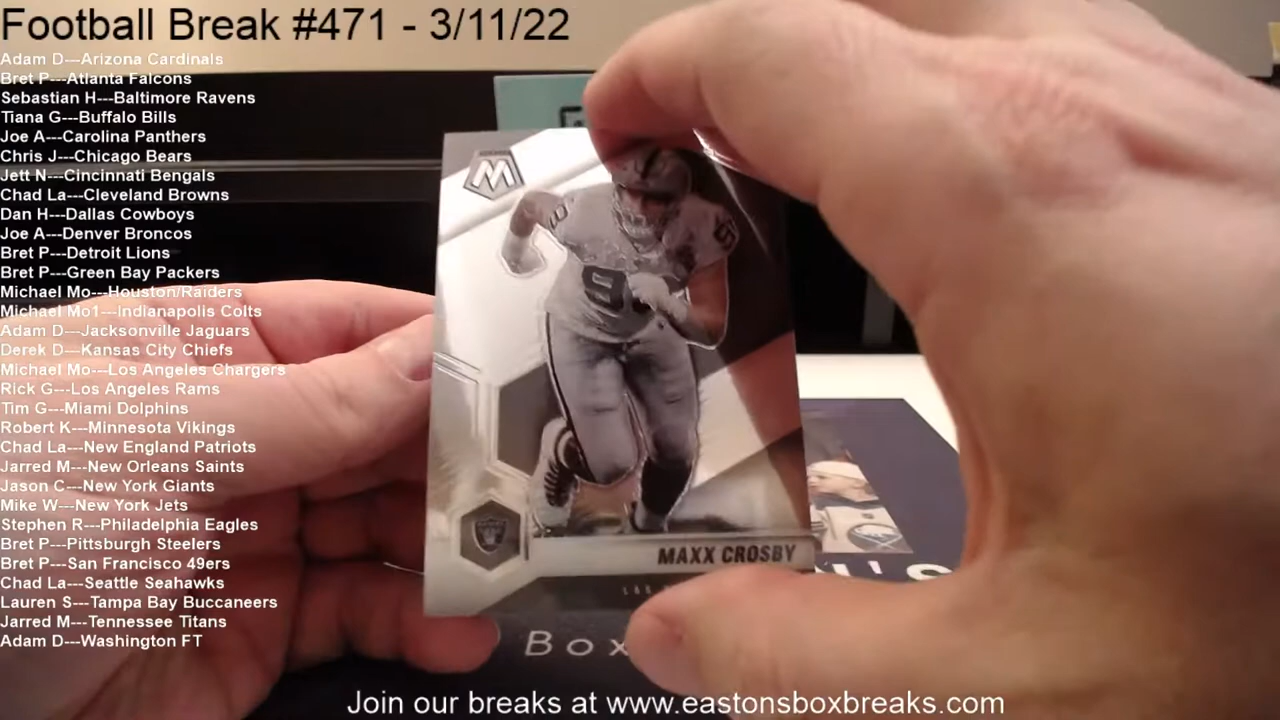 Football Break #471 - 3/11/22
Adam D---Arizona Cardinals
Bret P---Atlanta Falcons
Sebastian H---Baltimore Ravens
Tiana G---Buffalo Bills
Joe A---Carolina Panthers
Chris J---Chicago Bears
Jett N---Cincinnati Bengals
Chad La---Cleveland Browns
Dan H---Dallas Cowboys
Joe A---Denver Broncos
Bret P---Detroit Lions
Bret P---Green Bay Packers
Michael Mo---Houston/Raiders
Michael Mo1---Indianapolis Colts
Adam D---Jacksonville Jaguars
Derek D---Kansas City Chiefs
Michael Mo---Los Angeles Chargers
Rick G---Los Angeles Rams
Tim G---Miami Dolphins
Robert K---Minnesota Vikings
Chad La---New England Patriots
Jarred M---New Orleans Saints
Jason C---New York Giants
Mike W---New York Jets
Stephen R---Philadelphia Eagles
Bret P---Pittsburgh Steelers
Bret P---San Francisco 49ers
Chad La---Seattle Seahawks
Lauren S---Tampa Bay Buccaneers
Jarred M---Tennessee Titans
Adam D---Washington FT
M
9
MAXX CROSBY
Box
Join our breaks at www.eastonsboxbreaks.com